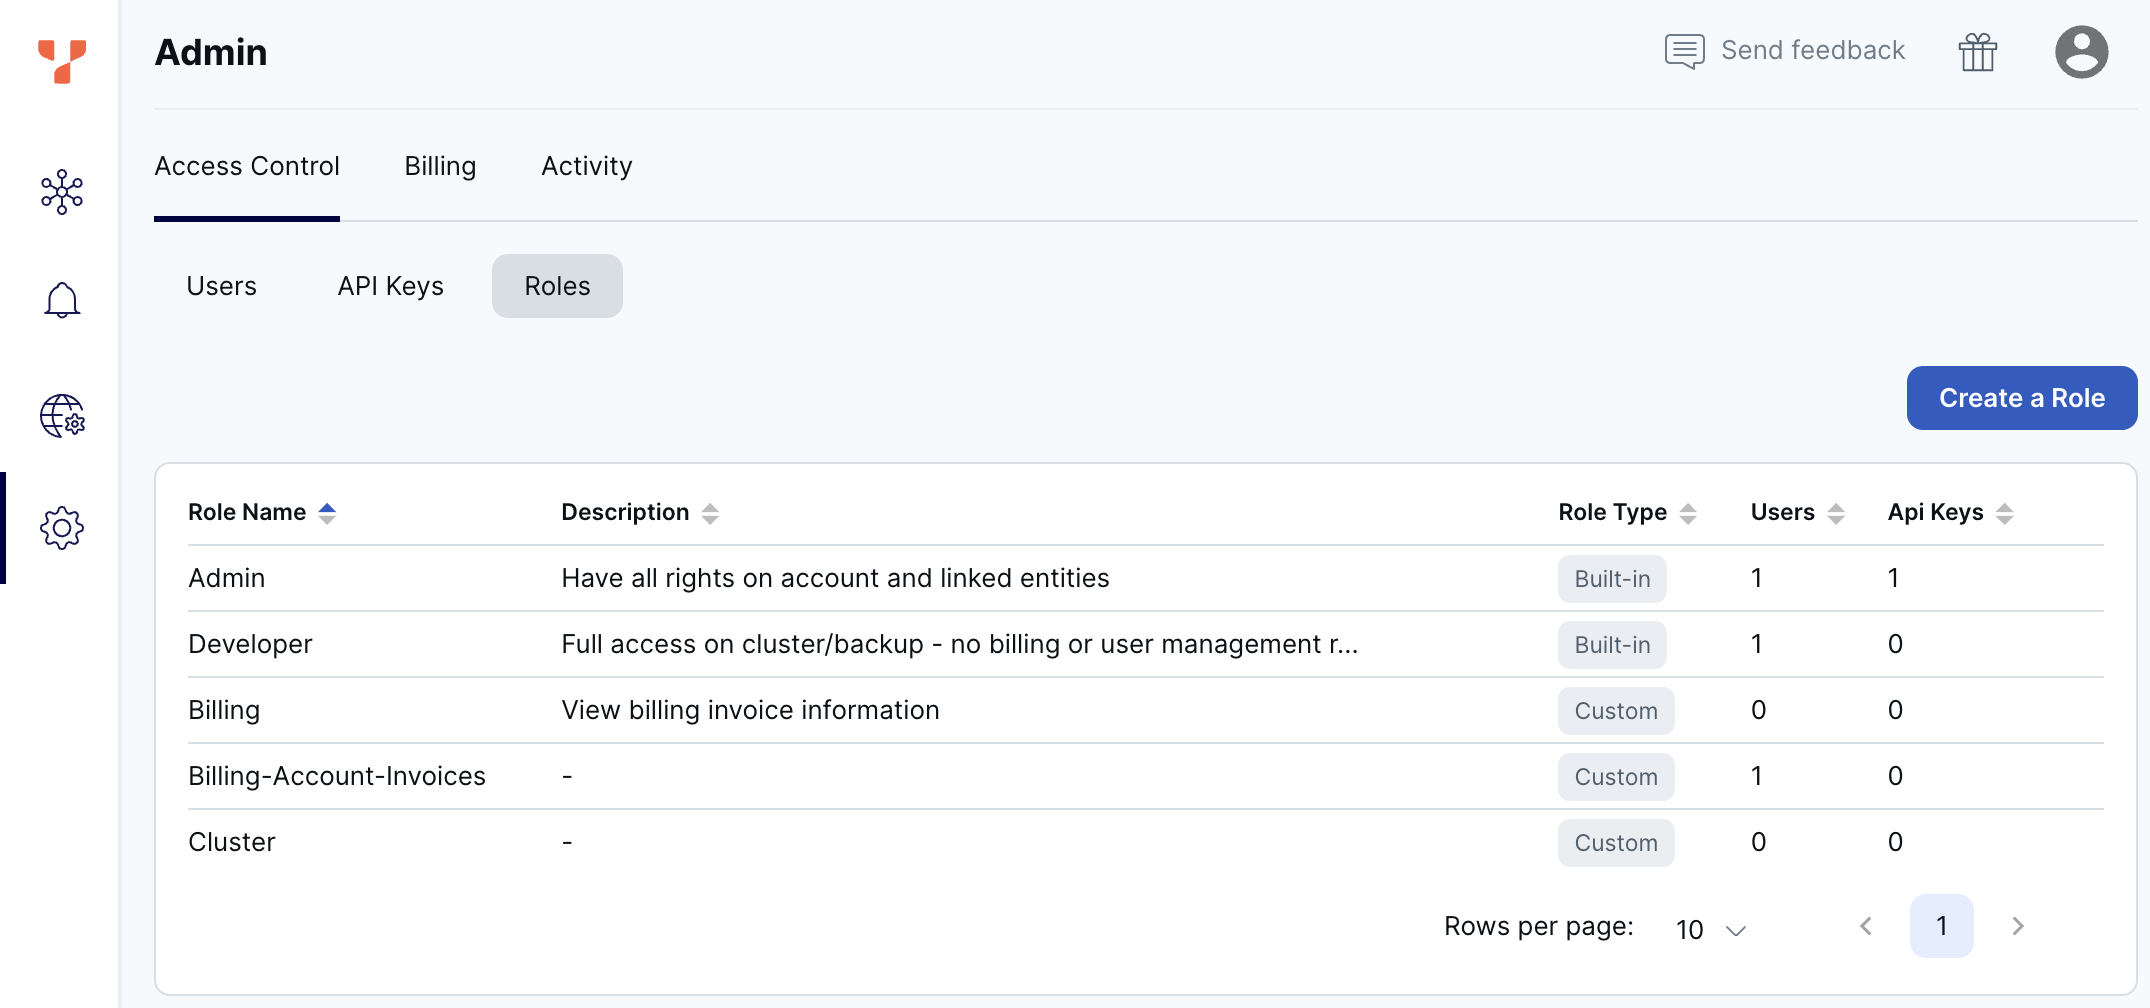 Admin
Send feedback
Access Control Billing Activity
Users API Keys Roles
Create a Role
Role Name Description Role Type Users Api Keys
Admin Have all rights on account and linked entities Built-in 1 1
Developer Full access on cluster/backup - no billing or user management r... Built-in 1 0
Billing View billing invoice information Custom 0 0
Billing-Account-Invoices - Custom 1 0
Cluster - Custom 0 0
Rows per page: 10 1